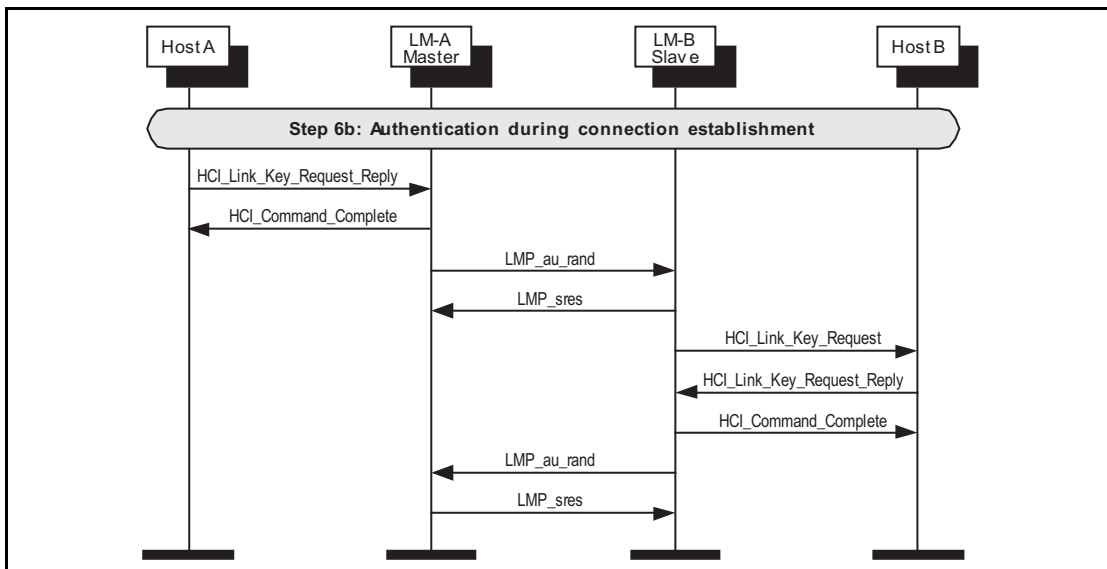 Host A
LM-A
Master
LM-B
Slave
Host B
Step 6b: Authentication during connection establishment
HCI_Link_Key_Request_Reply
HCI_Command_Complete
LMP_au_rand
LMP_sres
HCI_Link_Key_Request
HCI_Link_Key_Request_Reply
HCI_Command_Complete
LMP_au_rand
LMP_sres